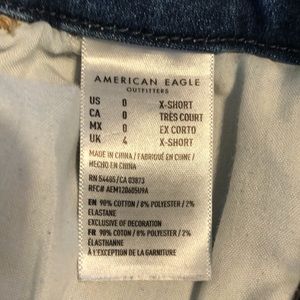 AMERICAN EAGLE
OUTFITTERS
US 0 X-SHORT
CA 0 TRÈS COURT
MX 0 EX CORTO
UK 4 X-SHORT
MADE IN CHINA / FABRIQUÉ EN CHINE /
HECHO EN CHINA
RN 54485/CA 03873
RFC# AEM120605U9A
EN 90% COTTON / 8% POLYESTER / 2%
ELASTANE
EXCLUSIVE OF DECORATION
FR 90% COTON / 8% POLYESTER / 2%
ÉLASTHANNE
À L'EXCEPTION DE LA GARNITURE